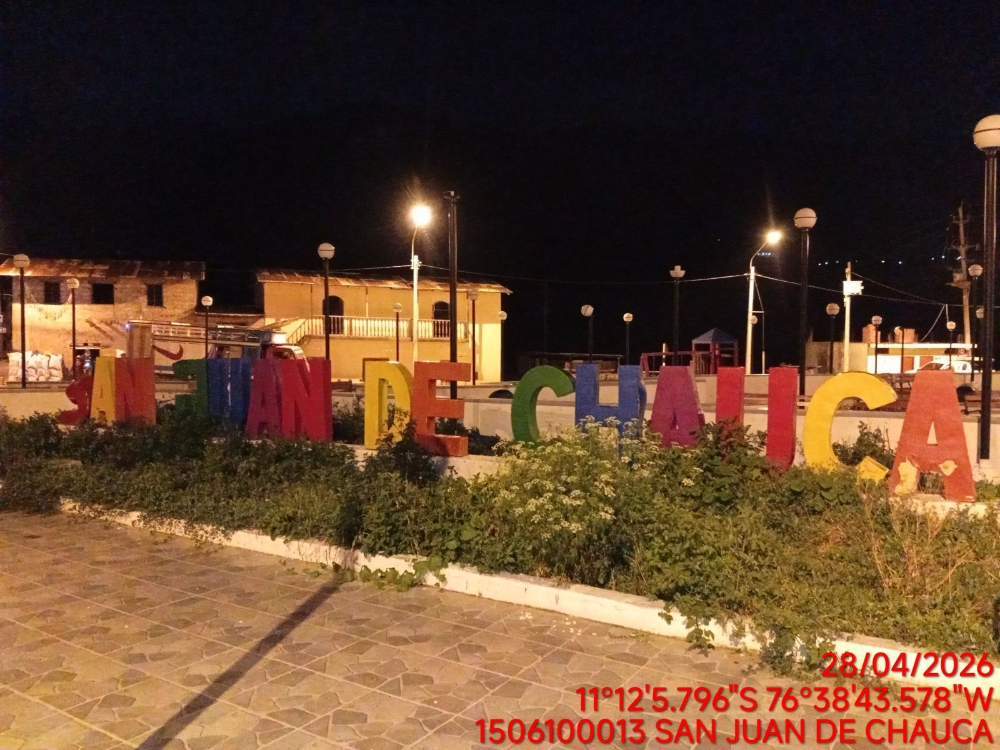 SAN JUAN DE CHAUCA
28/04/2026
11°12'5.796"S 76°38'43.578"W
1506100013 SAN JUAN DE CHAUCA